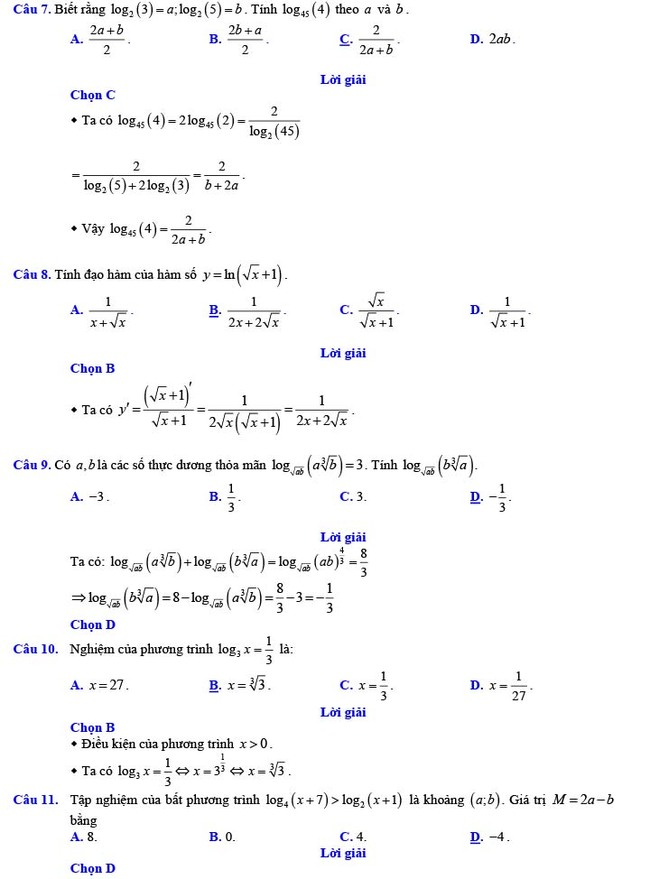 Câu 7. Biết rằng log₂(3)=a; log₂(5)=b. Tính log₄₅(4) theo a và b.
A. (2a+b)/2. B. (2b+a)/2. C. 2/(2a+b). D. 2ab.
Lời giải
Chọn C
◆ Ta có log₄₅(4)=2log₄₅(2)=2/log₂(45)
=2/(log₂(5)+2log₂(3))=2/(b+2a).
◆ Vậy log₄₅(4)=2/(2a+b).
Câu 8. Tính đạo hàm của hàm số y=ln(√x+1).
A. 1/(x+√x). B. 1/(2x+2√x). C. √x/(√x+1). D. 1/(√x+1).
Lời giải
Chọn B
◆ Ta có y′=(√x+1)′/(√x+1)=1/(2√x(√x+1))=1/(2x+2√x).
Câu 9. Có a,b là các số thực dương thỏa mãn log_√(ab)(a∛b)=3. Tính log_√(ab)(b∛a).
A. −3. B. 1/3. C. 3. D. −1/3.
Lời giải
Ta có: log_√(ab)(a∛b)+log_√(ab)(b∛a)=log_√(ab)(ab)^(4/3)=8/3
⇒log_√(ab)(b∛a)=8−log_√(ab)(a∛b)=8/3−3=−1/3
Chọn D
Câu 10. Nghiệm của phương trình log₃x=1/3 là:
A. x=27. B. x=∛3. C. x=1/3. D. x=1/27.
Lời giải
Chọn B
◆ Điều kiện của phương trình x>0.
◆ Ta có log₃x=1/3⇔x=3^(1/3)⇔x=∛3.
Câu 11. Tập nghiệm của bất phương trình log₄(x+7)>log₂(x+1) là khoảng (a;b). Giá trị M=2a−b
bằng
A. 8. B. 0. C. 4. D. −4.
Lời giải
Chọn D